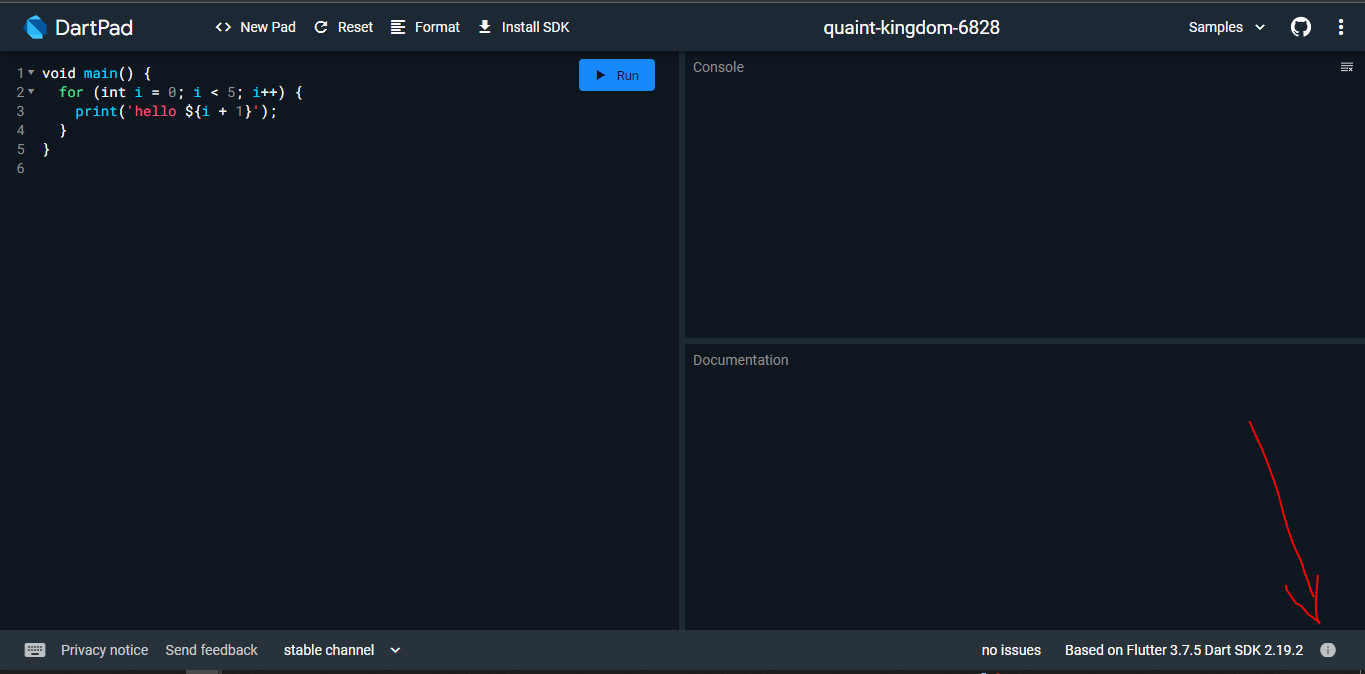 DartPad
New Pad
Reset
Format
Install SDK
quaint-kingdom-6828
Samples
1 void main() {
2   for (int i = 0; i < 5; i++) {
3     print('hello ${i + 1}');
4   }
5 }
6
Run
Console
Documentation
Privacy notice
Send feedback
stable channel
no issues
Based on Flutter 3.7.5 Dart SDK 2.19.2